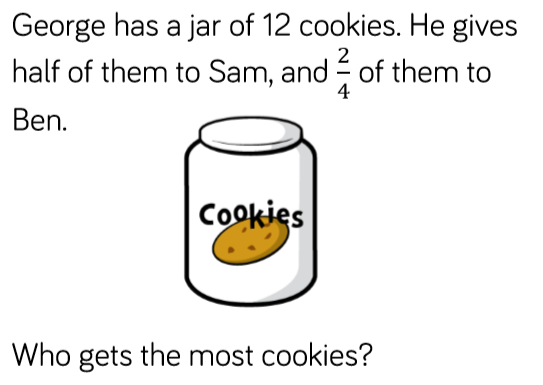 George has a jar of 12 cookies. He gives
half of them to Sam, and 2/4 of them to
Ben.
Cookies
Who gets the most cookies?